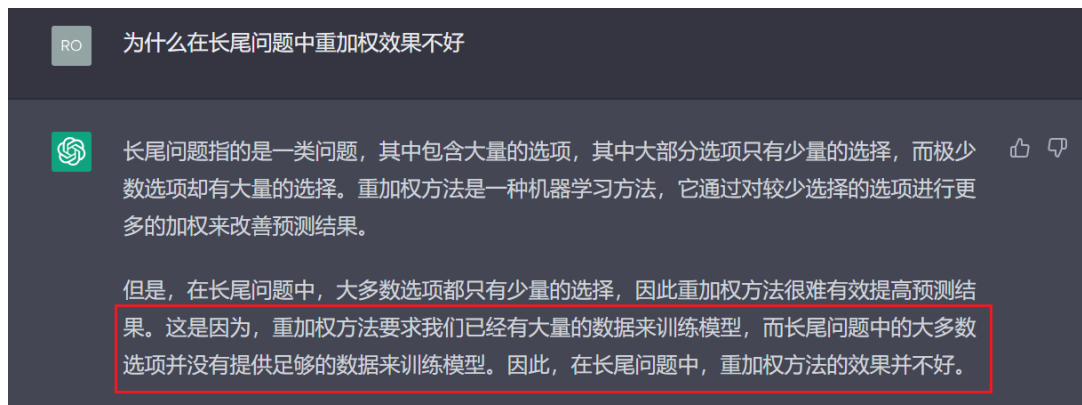 RO
为什么在长尾问题中重加权效果不好
长尾问题指的是一类问题，其中包含大量的选项，其中大部分选项只有少量的选择，而极少
数选项却有大量的选择。重加权方法是一种机器学习方法，它通过对较少选择的选项进行更
多的加权来改善预测结果。
但是，在长尾问题中，大多数选项都只有少量的选择，因此重加权方法很难有效提高预测结
果。这是因为，重加权方法要求我们已经有大量的数据来训练模型，而长尾问题中的大多数
选项并没有提供足够的数据来训练模型。因此，在长尾问题中，重加权方法的效果并不好。